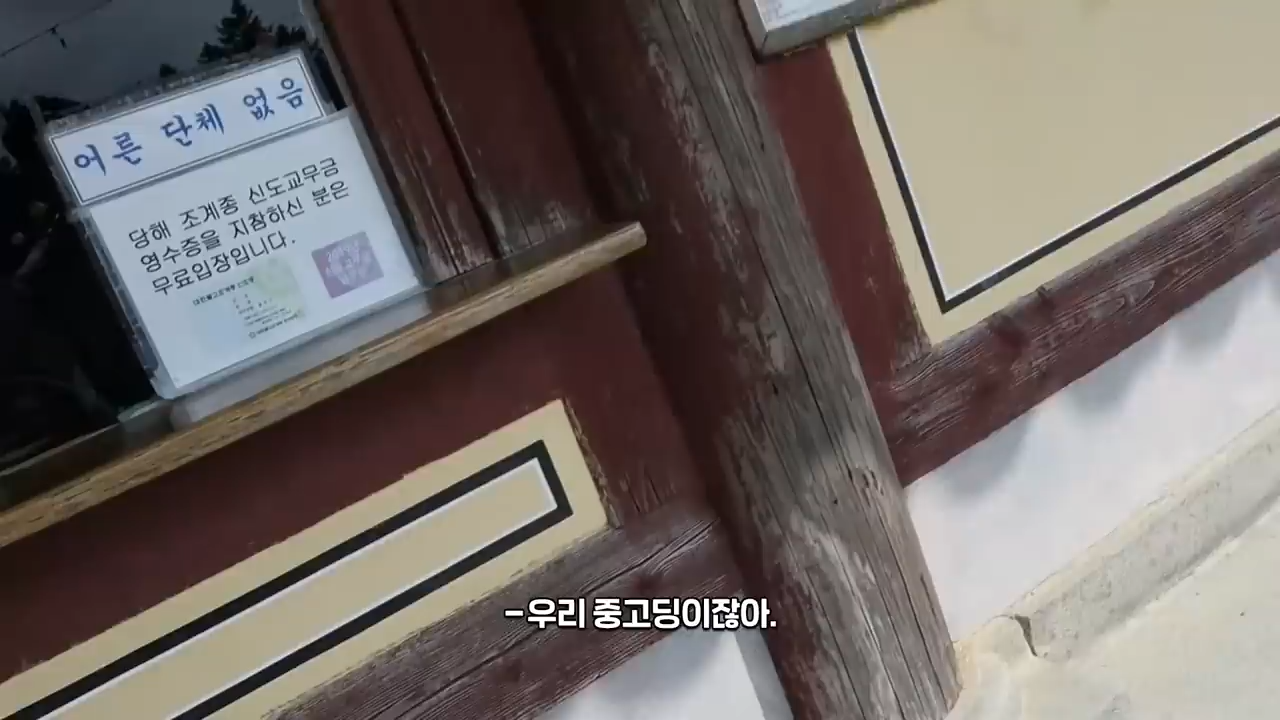 어른 단체 없음
당해 조계종 신도교무금
영수증을 지참하신 분은
무료입장입니다.
-우리 중고딩이잖아.